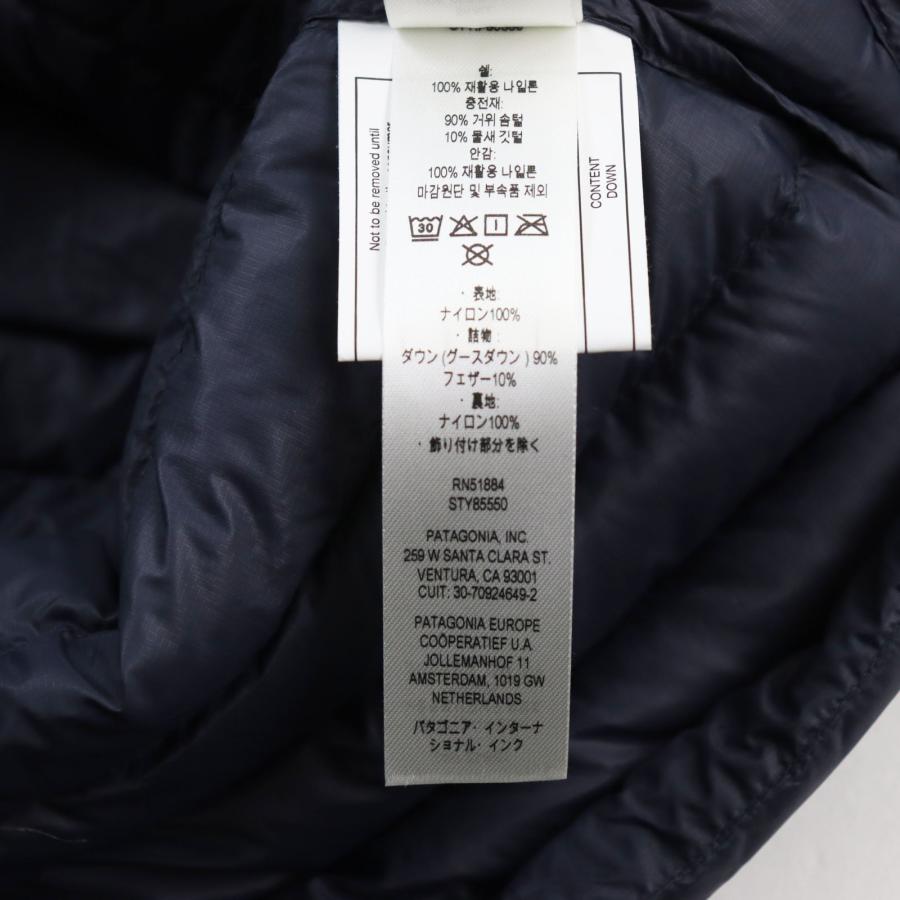 쉘:
100% 재활용 나일론
충전재:
90% 거위 솜털
10% 물새 깃털
안감:
100% 재활용 나일론
마감원단 및 부속품 제외
30
· 表地:
ナイロン100%
· 詰物:
ダウン (グースダウン ) 90%
フェザー10%
· 裏地:
ナイロン100%
· 飾り付け部分を除く
RN51884
STY85550
PATAGONIA, INC.
259 W SANTA CLARA ST.
VENTURA, CA 93001
CUIT: 30-70924649-2
PATAGONIA EUROPE
COÖPERATIEF U.A.
JOLLEMANHOF 11
AMSTERDAM, 1019 GW
NETHERLANDS
パタゴニア · インターナ
ショナル · インク
Not to be removed until
CONTENT
DOWN